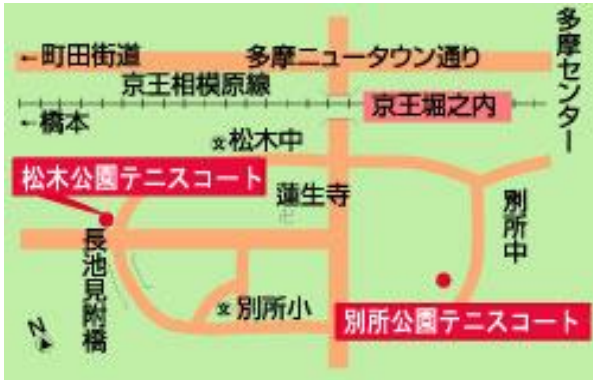 ←町田街道
多摩ニュータウン通り
多摩センター
京王相模原線
京王堀之内
←橋本
文松木中
松木公園テニスコート
蓮生寺
卍
別所中
長池見附橋
文別所小
別所公園テニスコート
N